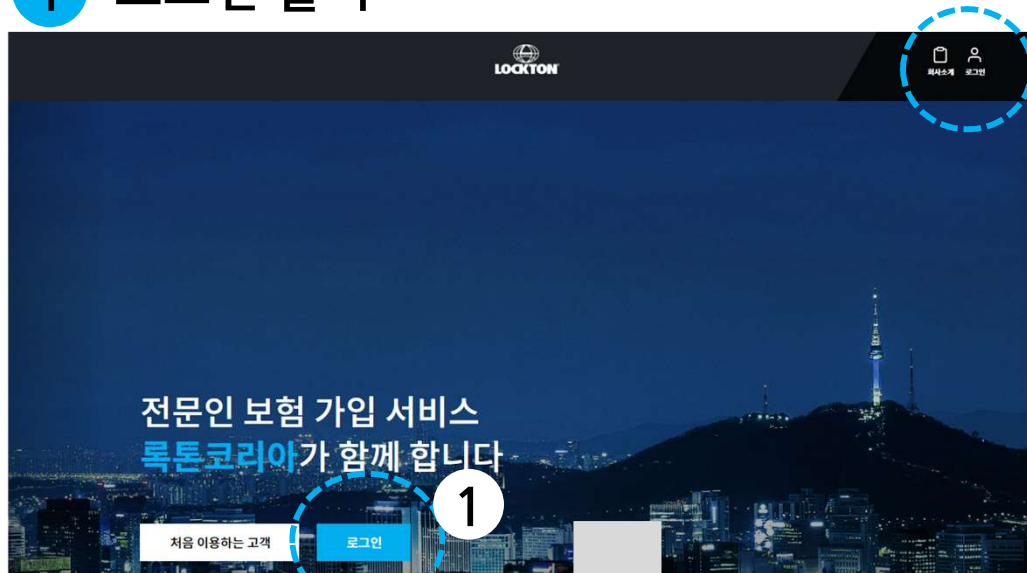 LOCKTON
회사소개 로그인
전문인 보험 가입 서비스
록톤코리아가 함께 합니다
1
처음 이용하는 고객 로그인